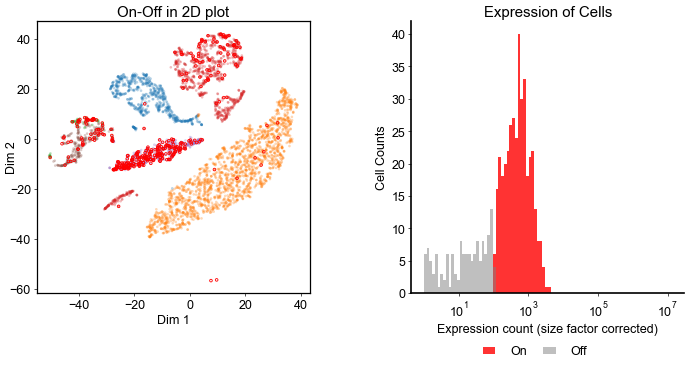 On-Off in 2D plot
40
20
0
−20
−40
−60
Dim 2
−40 −20 0 20 40
Dim 1
Expression of Cells
40
35
30
25
20
15
10
5
0
Cell Counts
10^1 10^3 10^5 10^7
Expression count (size factor corrected)
On Off